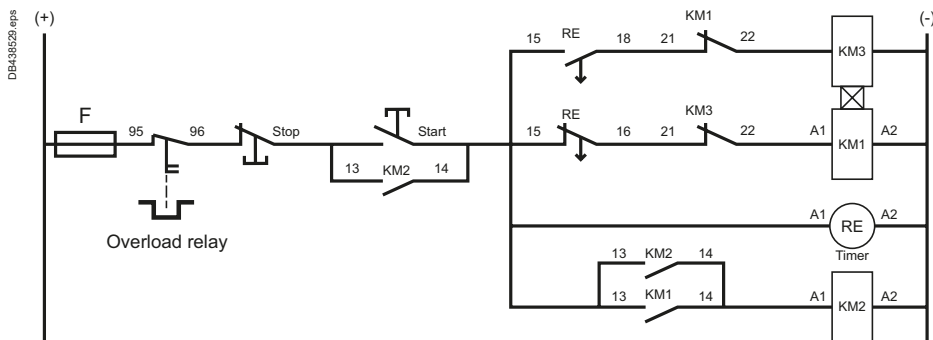 DB438529.eps
(+)
(-)
KM1
15 RE 18 21 22
KM3
F
95 96 Stop Start
15 RE 16 21 KM3 22 A1 KM1 A2
13 KM2 14
Overload relay
A1 RE A2
Timer
13 KM2 14
13 KM1 14 A1 KM2 A2